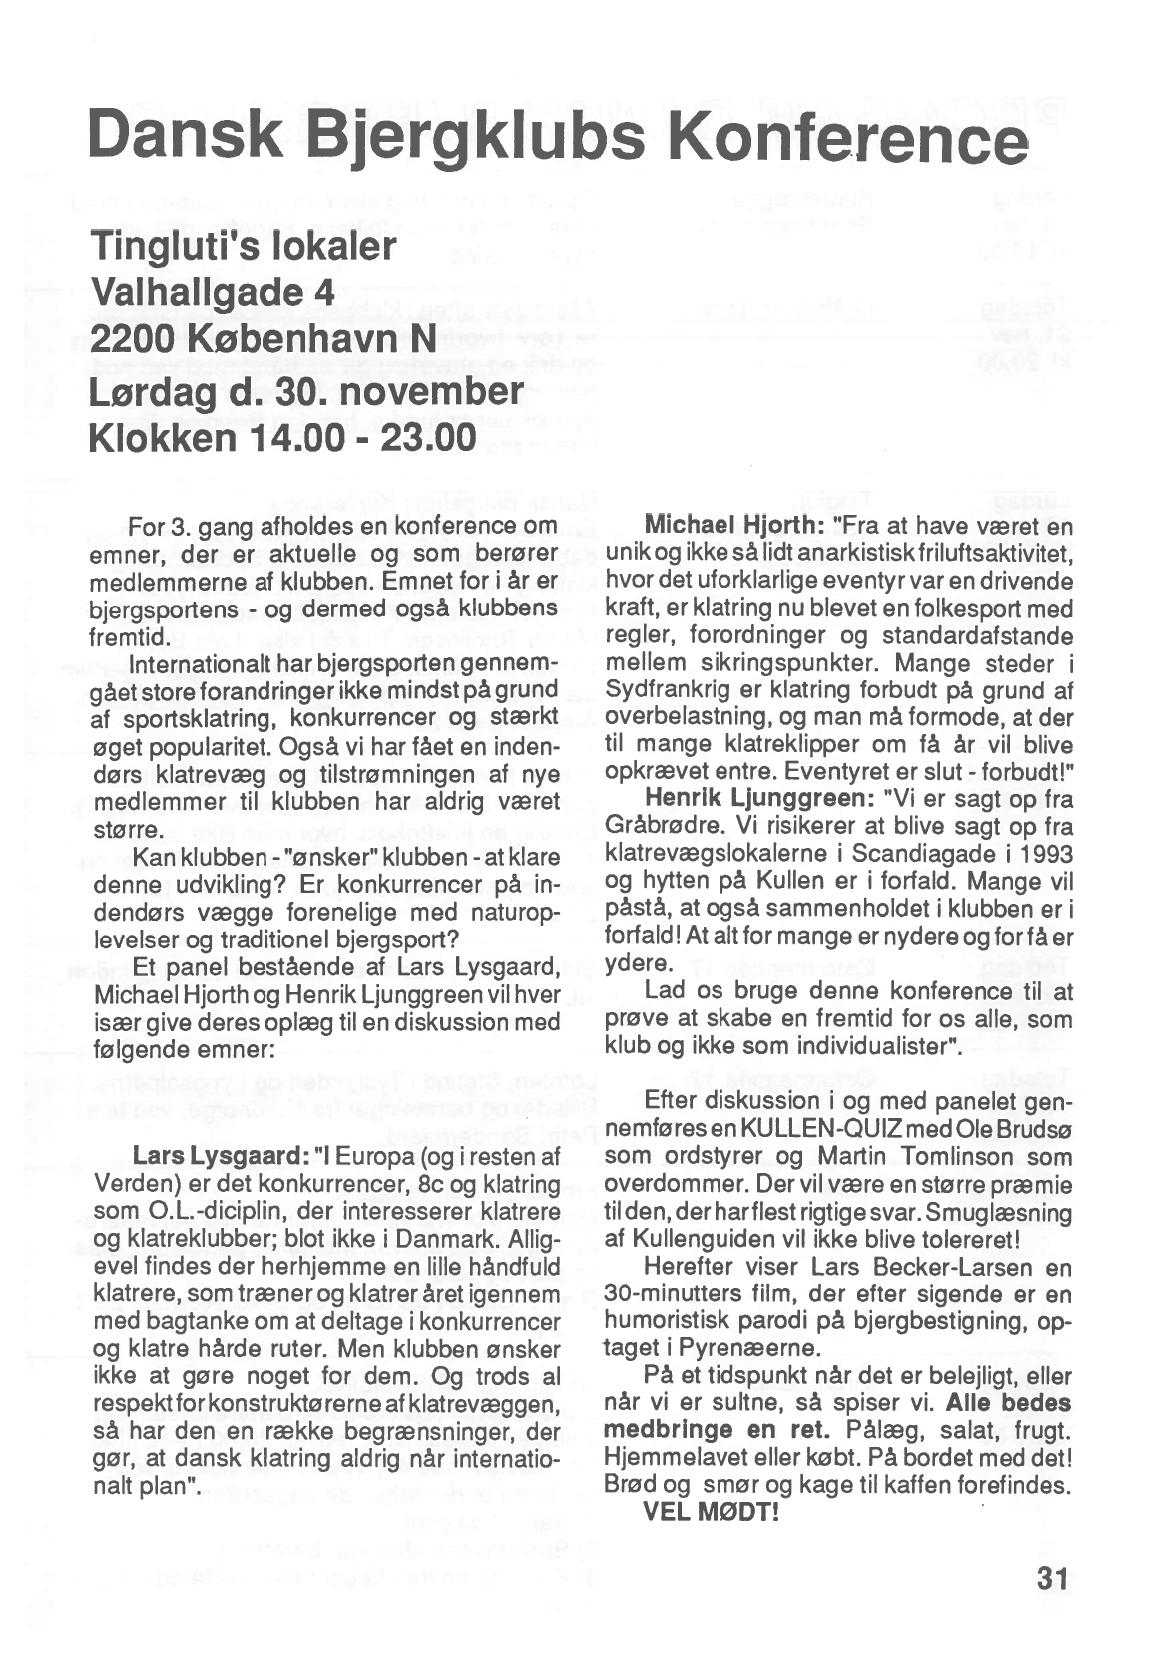 Dansk Bjergklubs Konference
Tingluti's lokaler
Valhallgade 4
2200 København N
Lørdag d. 30. november
Klokken 14.00 - 23.00
For 3. gang afholdes en konference om
emner, der er aktuelle og som berører
medlemmerne af klubben. Emnet for i år er
bjergsportens - og dermed også klubbens
fremtid.
Internationalt har bjergsporten gennem-
gået store forandringer ikke mindst på grund
af sportsklatring, konkurrencer og stærkt
øget popularitet. Også vi har fået en inden-
dørs klatrevæg og tilstrømningen af nye
medlemmer til klubben har aldrig været
større.
Kan klubben - "ønsker" klubben - at klare
denne udvikling? Er konkurrencer på in-
dendørs vægge forenelige med naturop-
levelser og traditionel bjergsport?
Et panel bestående af Lars Lysgaard,
Michael Hjorth og Henrik Ljunggreen vil hver
især give deres oplæg til en diskussion med
følgende emner:
Lars Lysgaard: "I Europa (og i resten af
Verden) er det konkurrencer, 8c og klatring
som O.L.-diciplin, der interesserer klatrere
og klatreklubber; blot ikke i Danmark. Allig-
evel findes der herhjemme en lille håndfuld
klatrere, som træner og klatrer året igennem
med bagtanke om at deltage i konkurrencer
og klatre hårde ruter. Men klubben ønsker
ikke at gøre noget for dem. Og trods al
respekt for konstruktørerne af klatrevæggen,
så har den en række begrænsninger, der
gør, at dansk klatring aldrig når internatio-
nalt plan".
Michael Hjorth: "Fra at have været en
unik og ikke så lidt anarkistisk friluftsaktivitet,
hvor det uforklarlige eventyr var en drivende
kraft, er klatring nu blevet en folkesport med
regler, forordninger og standardafstande
mellem sikringspunkter. Mange steder i
Sydfrankrig er klatring forbudt på grund af
overbelastning, og man må formode, at der
til mange klatreklipper om få år vil blive
opkrævet entre. Eventyret er slut - forbudt!"
Henrik Ljunggreen: "Vi er sagt op fra
Gråbrødre. Vi risikerer at blive sagt op fra
klatrevægslokalerne i Scandiagade i 1993
og hytten på Kullen er i forfald. Mange vil
påstå, at også sammenholdet i klubben er i
forfald! At alt for mange er nydere og for få er
ydere.
Lad os bruge denne konference til at
prøve at skabe en fremtid for os alle, som
klub og ikke som individualister".
Efter diskussion i og med panelet gen-
nemføres en KULLEN-QUIZ med Ole Brudsø
som ordstyrer og Martin Tomlinson som
overdommer. Der vil være en større præmie
til den, der har flest rigtige svar. Smuglæsning
af Kullenguiden vil ikke blive tolereret!
Herefter viser Lars Becker-Larsen en
30-minutters film, der efter sigende er en
humoristisk parodi på bjergbestigning, op-
taget i Pyrenæerne.
På et tidspunkt når det er belejligt, eller
når vi er sultne, så spiser vi. Alle bedes
medbringe en ret. Pålæg, salat, frugt.
Hjemmelavet eller købt. På bordet med det!
Brød og smør og kage til kaffen forefindes.
VEL MØDT!
31